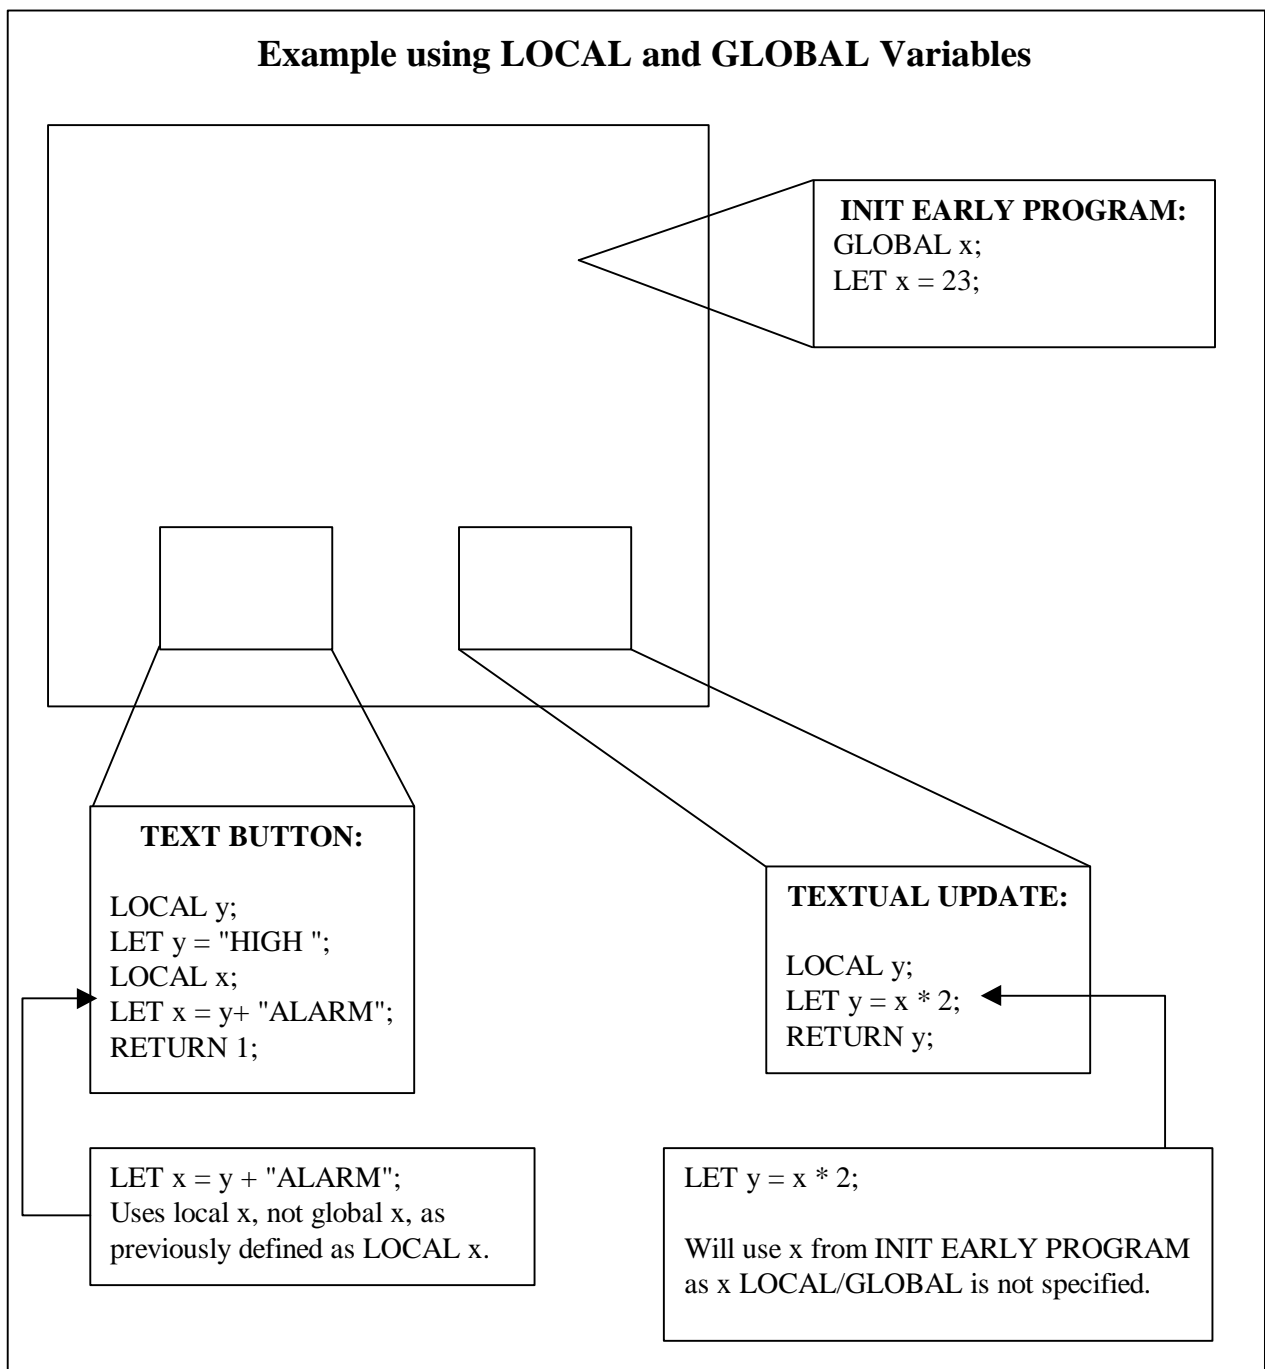 Example using LOCAL and GLOBAL Variables
INIT EARLY PROGRAM:
GLOBAL x;
LET x = 23;
TEXT BUTTON:
LOCAL y;
LET y = "HIGH ";
LOCAL x;
LET x = y+ "ALARM";
RETURN 1;
TEXTUAL UPDATE:
LOCAL y;
LET y = x * 2;
RETURN y;
LET x = y + "ALARM";
Uses local x, not global x, as
previously defined as LOCAL x.
LET y = x * 2;
Will use x from INIT EARLY PROGRAM
as x LOCAL/GLOBAL is not specified.